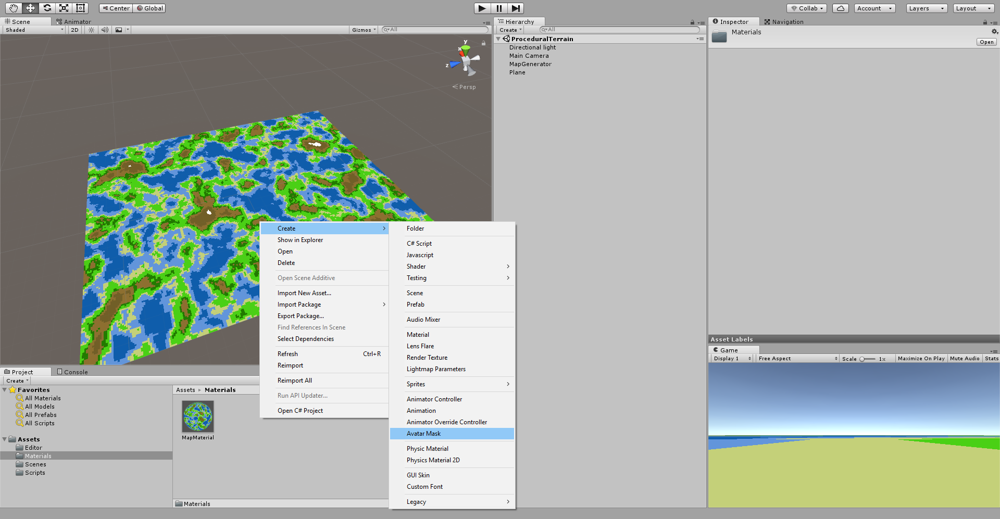 Center Global Collab Account Layers Layout
Scene Animator
Shaded 2D Gizmos All
y
x
z
Persp
Hierarchy
Create All
ProceduralTerrain
Directional light
Main Camera
MapGenerator
Plane
Inspector Navigation
Materials
Open
Create
Show in Explorer
Open
Delete
Open Scene Additive
Import New Asset...
Import Package
Export Package...
Find References In Scene
Select Dependencies
Refresh Ctrl+R
Reimport
Reimport All
Run API Updater...
Open C# Project
Folder
C# Script
Javascript
Shader
Testing
Scene
Prefab
Audio Mixer
Material
Lens Flare
Render Texture
Lightmap Parameters
Sprites
Animator Controller
Animation
Animator Override Controller
Avatar Mask
Physic Material
Physics Material 2D
GUI Skin
Custom Font
Legacy
Project Console
Create
Favorites
All Materials
All Models
All Prefabs
All Scripts
Assets
Editor
Materials
Scenes
Scripts
Assets Materials
MapMaterial
Materials
Asset Labels
Game
Display 1 Free Aspect Scale 1x Maximize On Play Mute Audio Stats